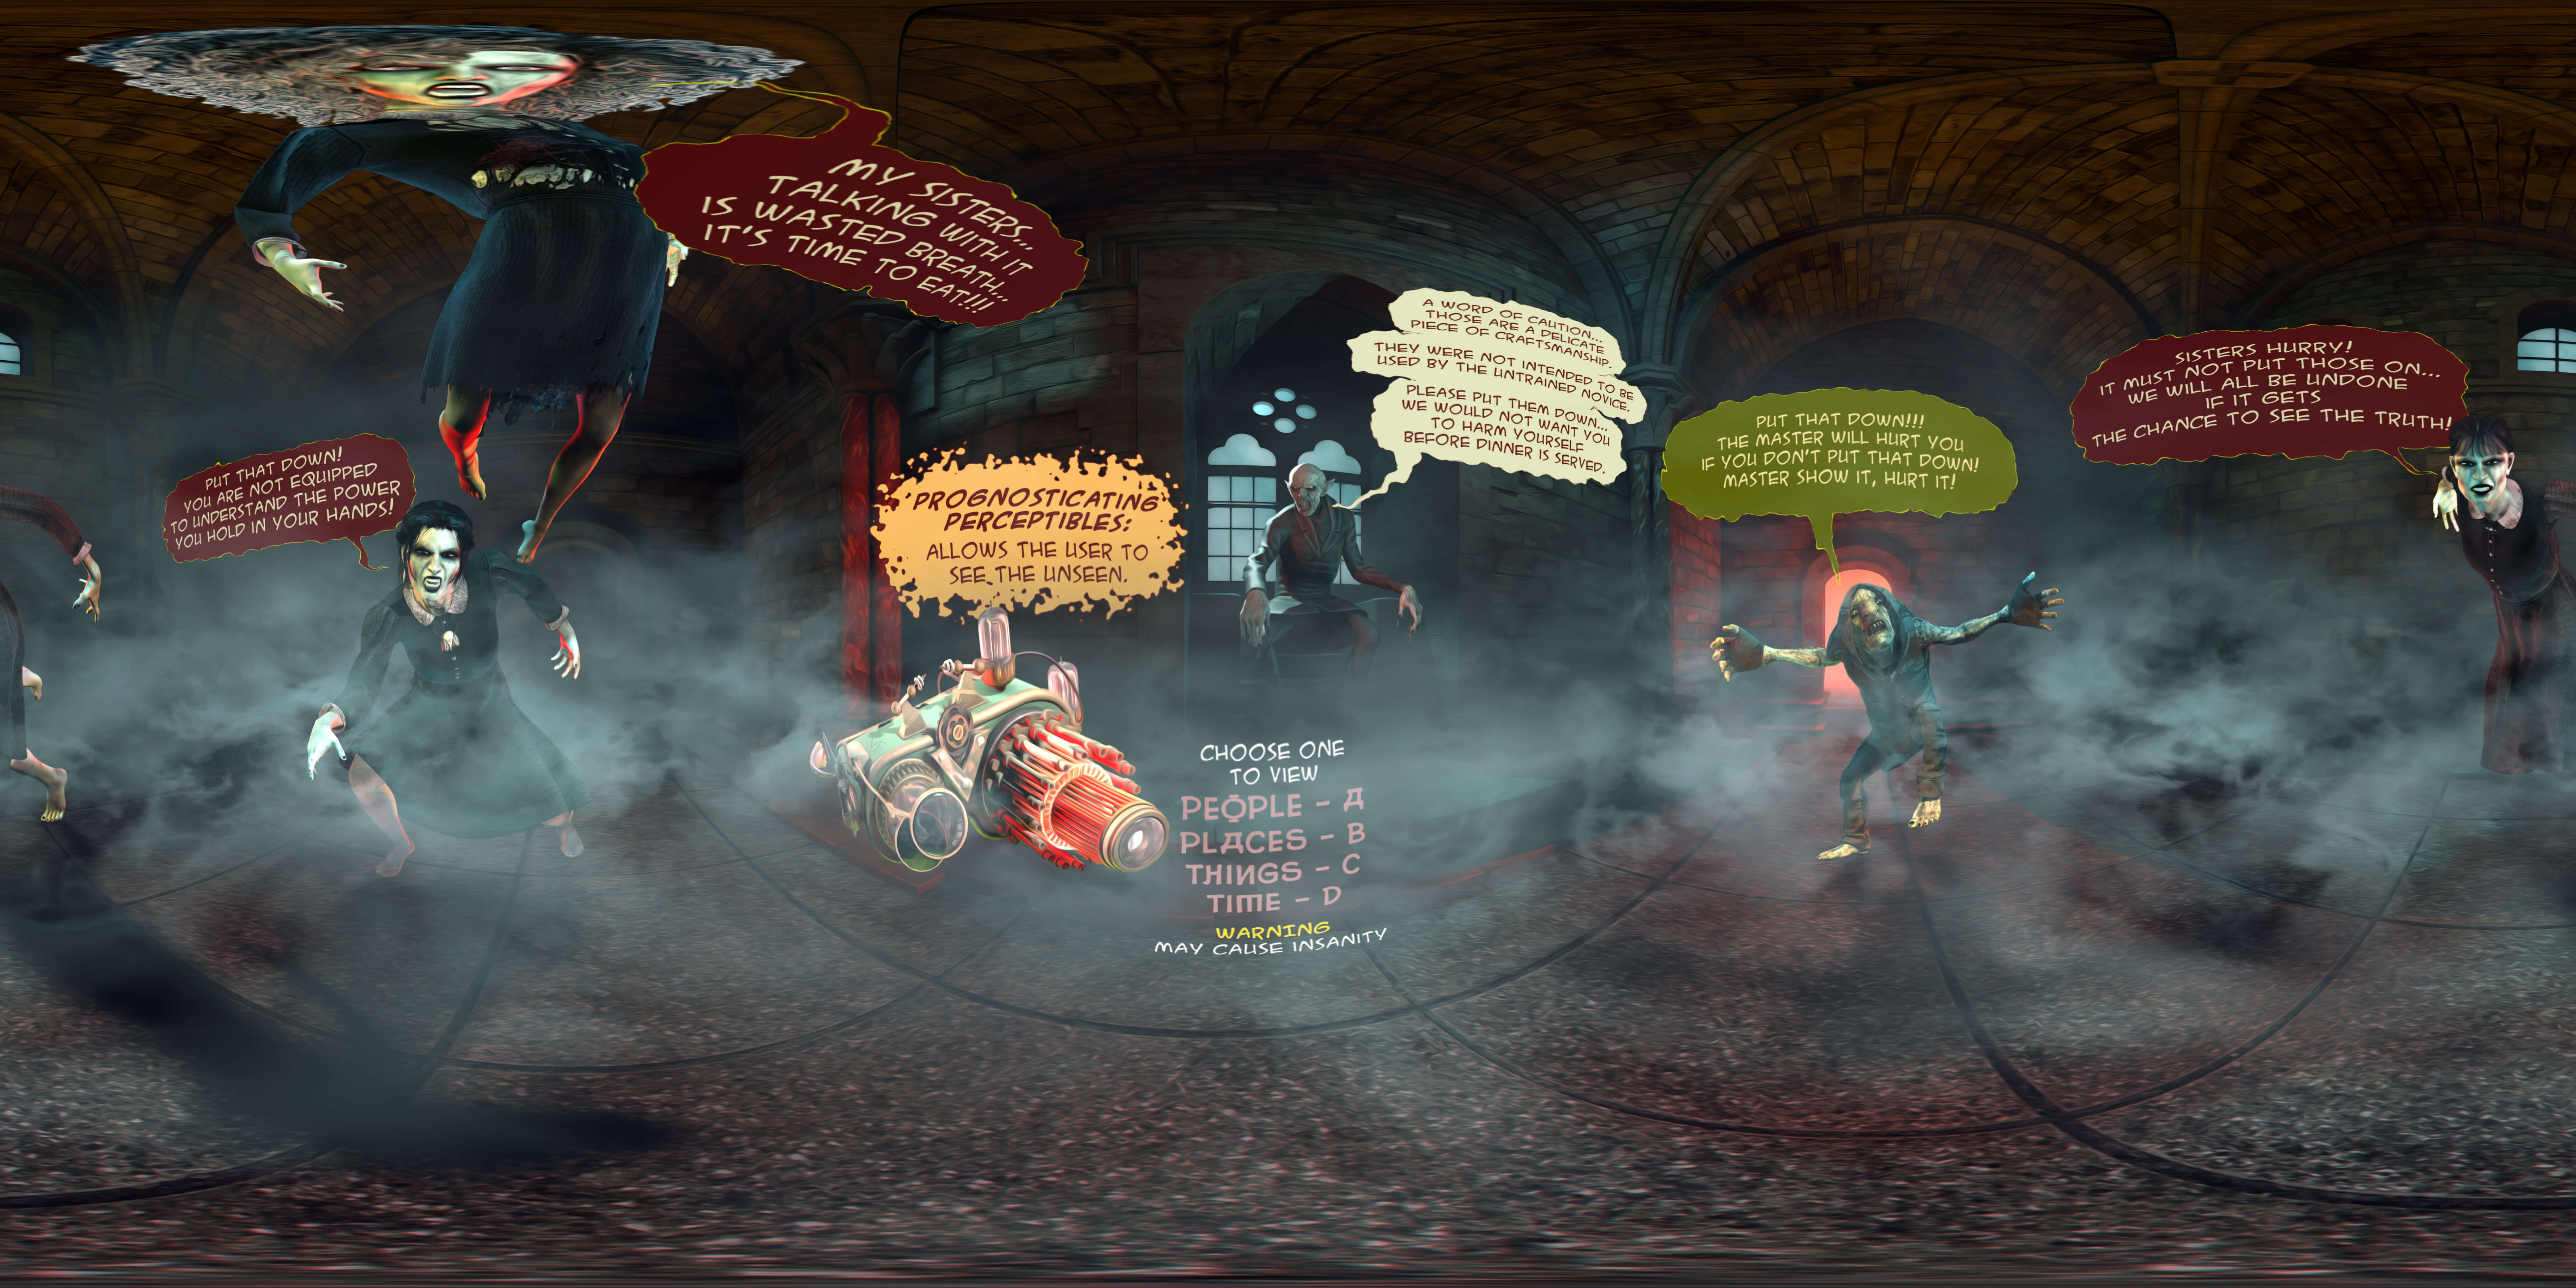 MY SISTERS...
TALKING WITH IT
IS WASTED BREATH...
IT'S TIME TO EAT!!!
PUT THAT DOWN!
YOU ARE NOT EQUIPPED
TO UNDERSTAND THE POWER
YOU HOLD IN YOUR HANDS!
PROGNOSTICATING
PERCEPTIBLES:
ALLOWS THE USER TO
SEE THE UNSEEN.
A WORD OF CAUTION...
THOSE ARE A DELICATE
PIECE OF CRAFTSMANSHIP.
THEY WERE NOT INTENDED TO BE
USED BY THE UNTRAINED NOVICE.
PLEASE PUT THEM DOWN...
WE WOULD NOT WANT YOU
TO HARM YOURSELF
BEFORE DINNER IS SERVED.
PUT THAT DOWN!!!
THE MASTER WILL HURT YOU
IF YOU DON'T PUT THAT DOWN!
MASTER SHOW IT, HURT IT!
SISTERS HURRY!
IT MUST NOT PUT THOSE ON...
WE WILL ALL BE UNDONE
IF IT GETS
THE CHANCE TO SEE THE TRUTH!
CHOOSE ONE
TO VIEW
PEOPLE - A
PLACES - B
THINGS - C
TIME - D
WARNING
MAY CAUSE INSANITY